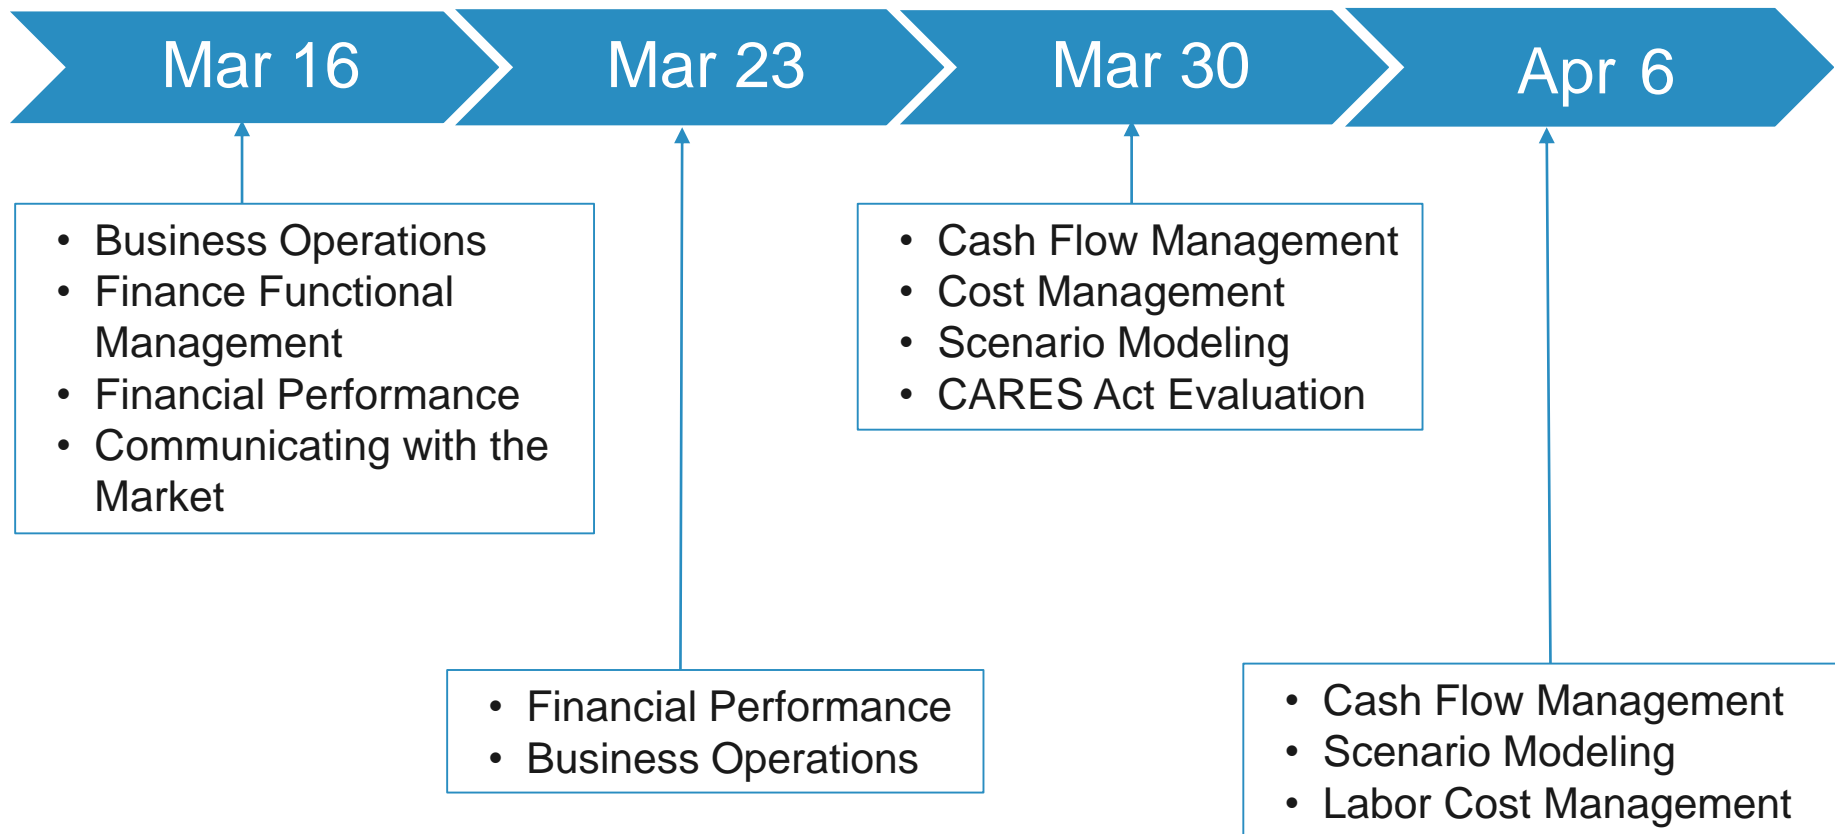 Mar 16
Mar 23
Mar 30
Apr 6
• Business Operations
• Finance Functional
Management
• Financial Performance
• Communicating with the
Market
• Cash Flow Management
• Cost Management
• Scenario Modeling
• CARES Act Evaluation
• Financial Performance
• Business Operations
• Cash Flow Management
• Scenario Modeling
• Labor Cost Management